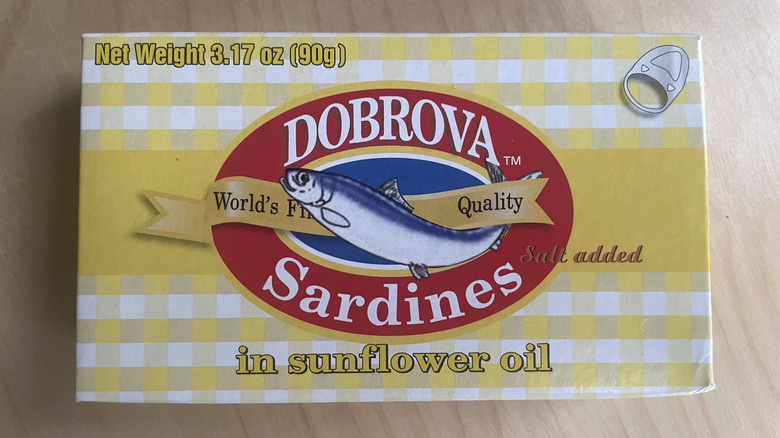 Net Weight 3.17 oz (90g)
DOBROVA™
World's Quality
Salt added
Sardines
in sunflower oil